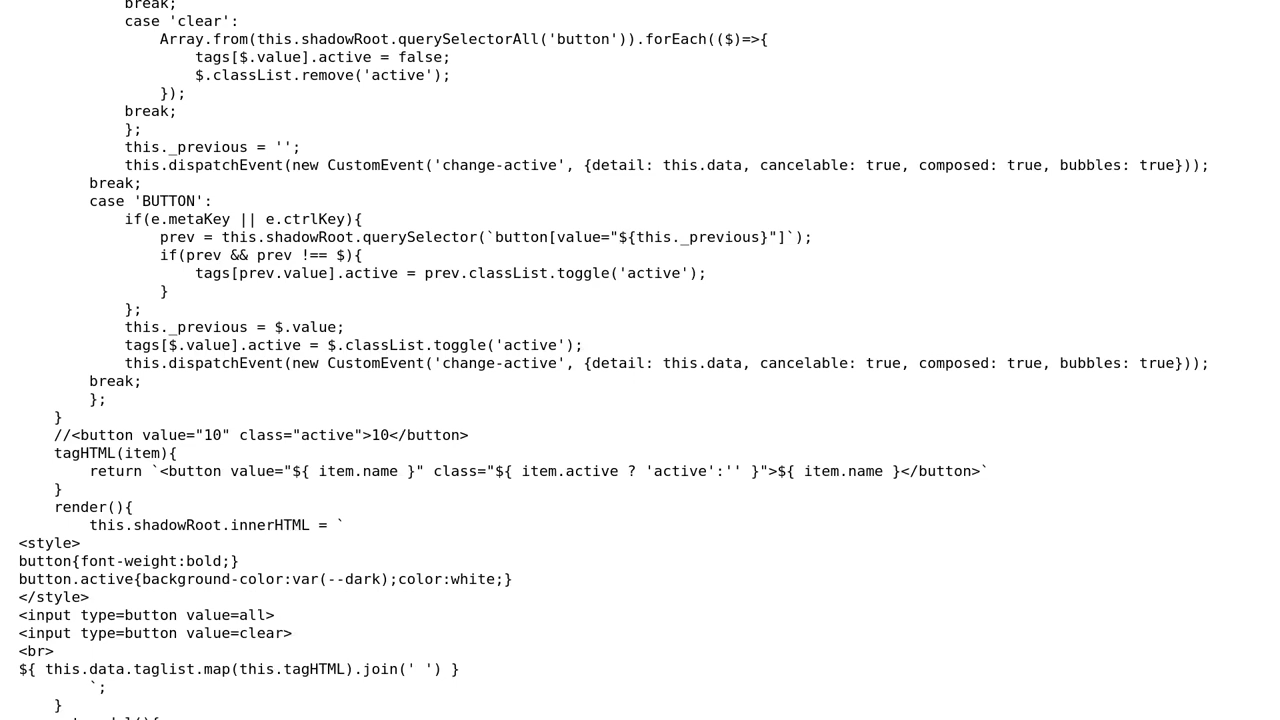 break;
case 'clear':
Array.from(this.shadowRoot.querySelectorAll('button')).forEach(($)=>{
tags[$.value].active = false;
$.classList.remove('active');
});
break;
};
this._previous = '';
this.dispatchEvent(new CustomEvent('change-active', {detail: this.data, cancelable: true, composed: true, bubbles: true}));
break;
case 'BUTTON':
if(e.metaKey || e.ctrlKey){
prev = this.shadowRoot.querySelector(`button[value="${this._previous}"]`);
if(prev && prev !== $){
tags[prev.value].active = prev.classList.toggle('active');
}
};
this._previous = $.value;
tags[$.value].active = $.classList.toggle('active');
this.dispatchEvent(new CustomEvent('change-active', {detail: this.data, cancelable: true, composed: true, bubbles: true}));
break;
};
}
//<button value="10" class="active">10</button>
tagHTML(item){
return `<button value="${ item.name }" class="${ item.active ? 'active':'' }">${ item.name }</button>`
}
render(){
this.shadowRoot.innerHTML = `
<style>
button{font-weight:bold;}
button.active{background-color:var(--dark);color:white;}
</style>
<input type=button value=all>
<input type=button value=clear>
<br>
${ this.data.taglist.map(this.tagHTML).join(' ') }
`;
}